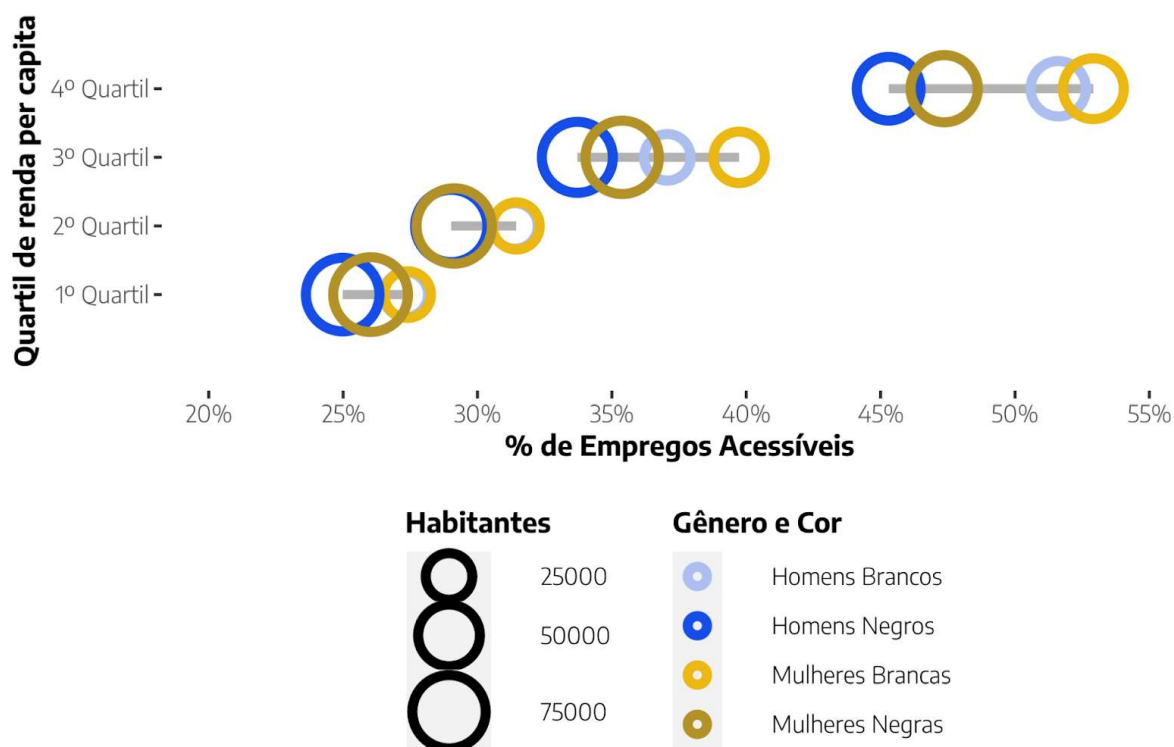 Quartil de renda per capita
4º Quartil
3º Quartil
2º Quartil
1º Quartil
20% 25% 30% 35% 40% 45% 50% 55%
% de Empregos Acessíveis
Habitantes
25000
50000
75000
Gênero e Cor
Homens Brancos
Homens Negros
Mulheres Brancas
Mulheres Negras